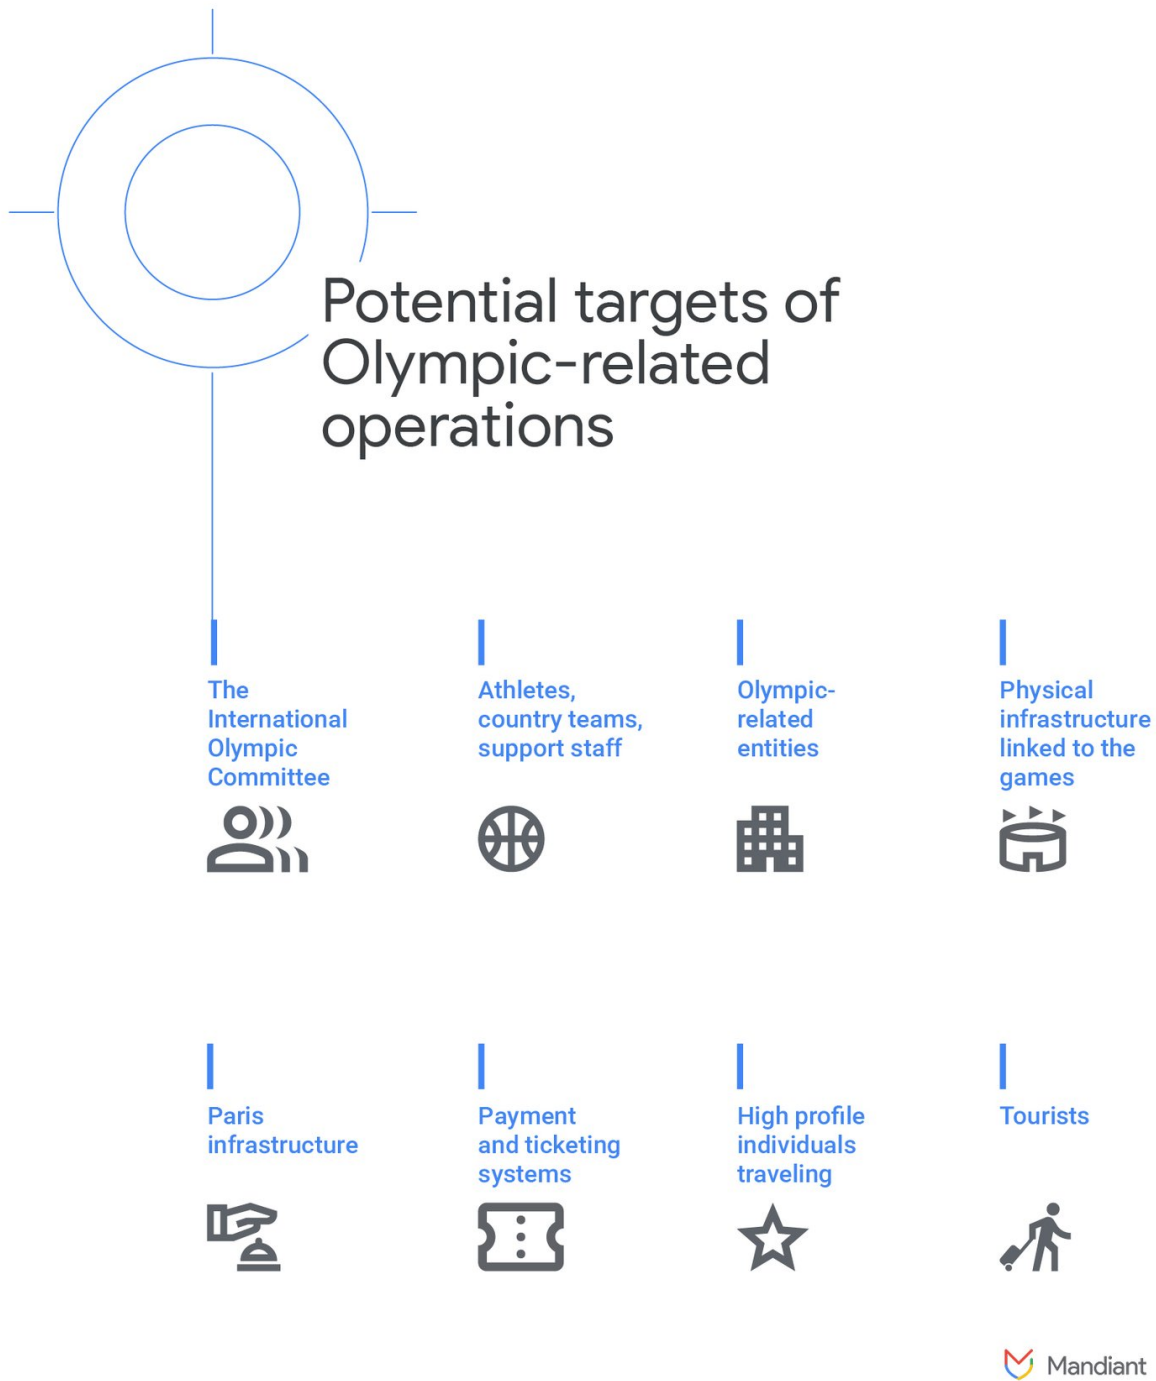 Potential targets of
Olympic-related
operations
The
International
Olympic
Committee
Athletes,
country teams,
support staff
Olympic-
related
entities
Physical
infrastructure
linked to the
games
Paris
infrastructure
Payment
and ticketing
systems
High profile
individuals
traveling
Tourists
Mandiant